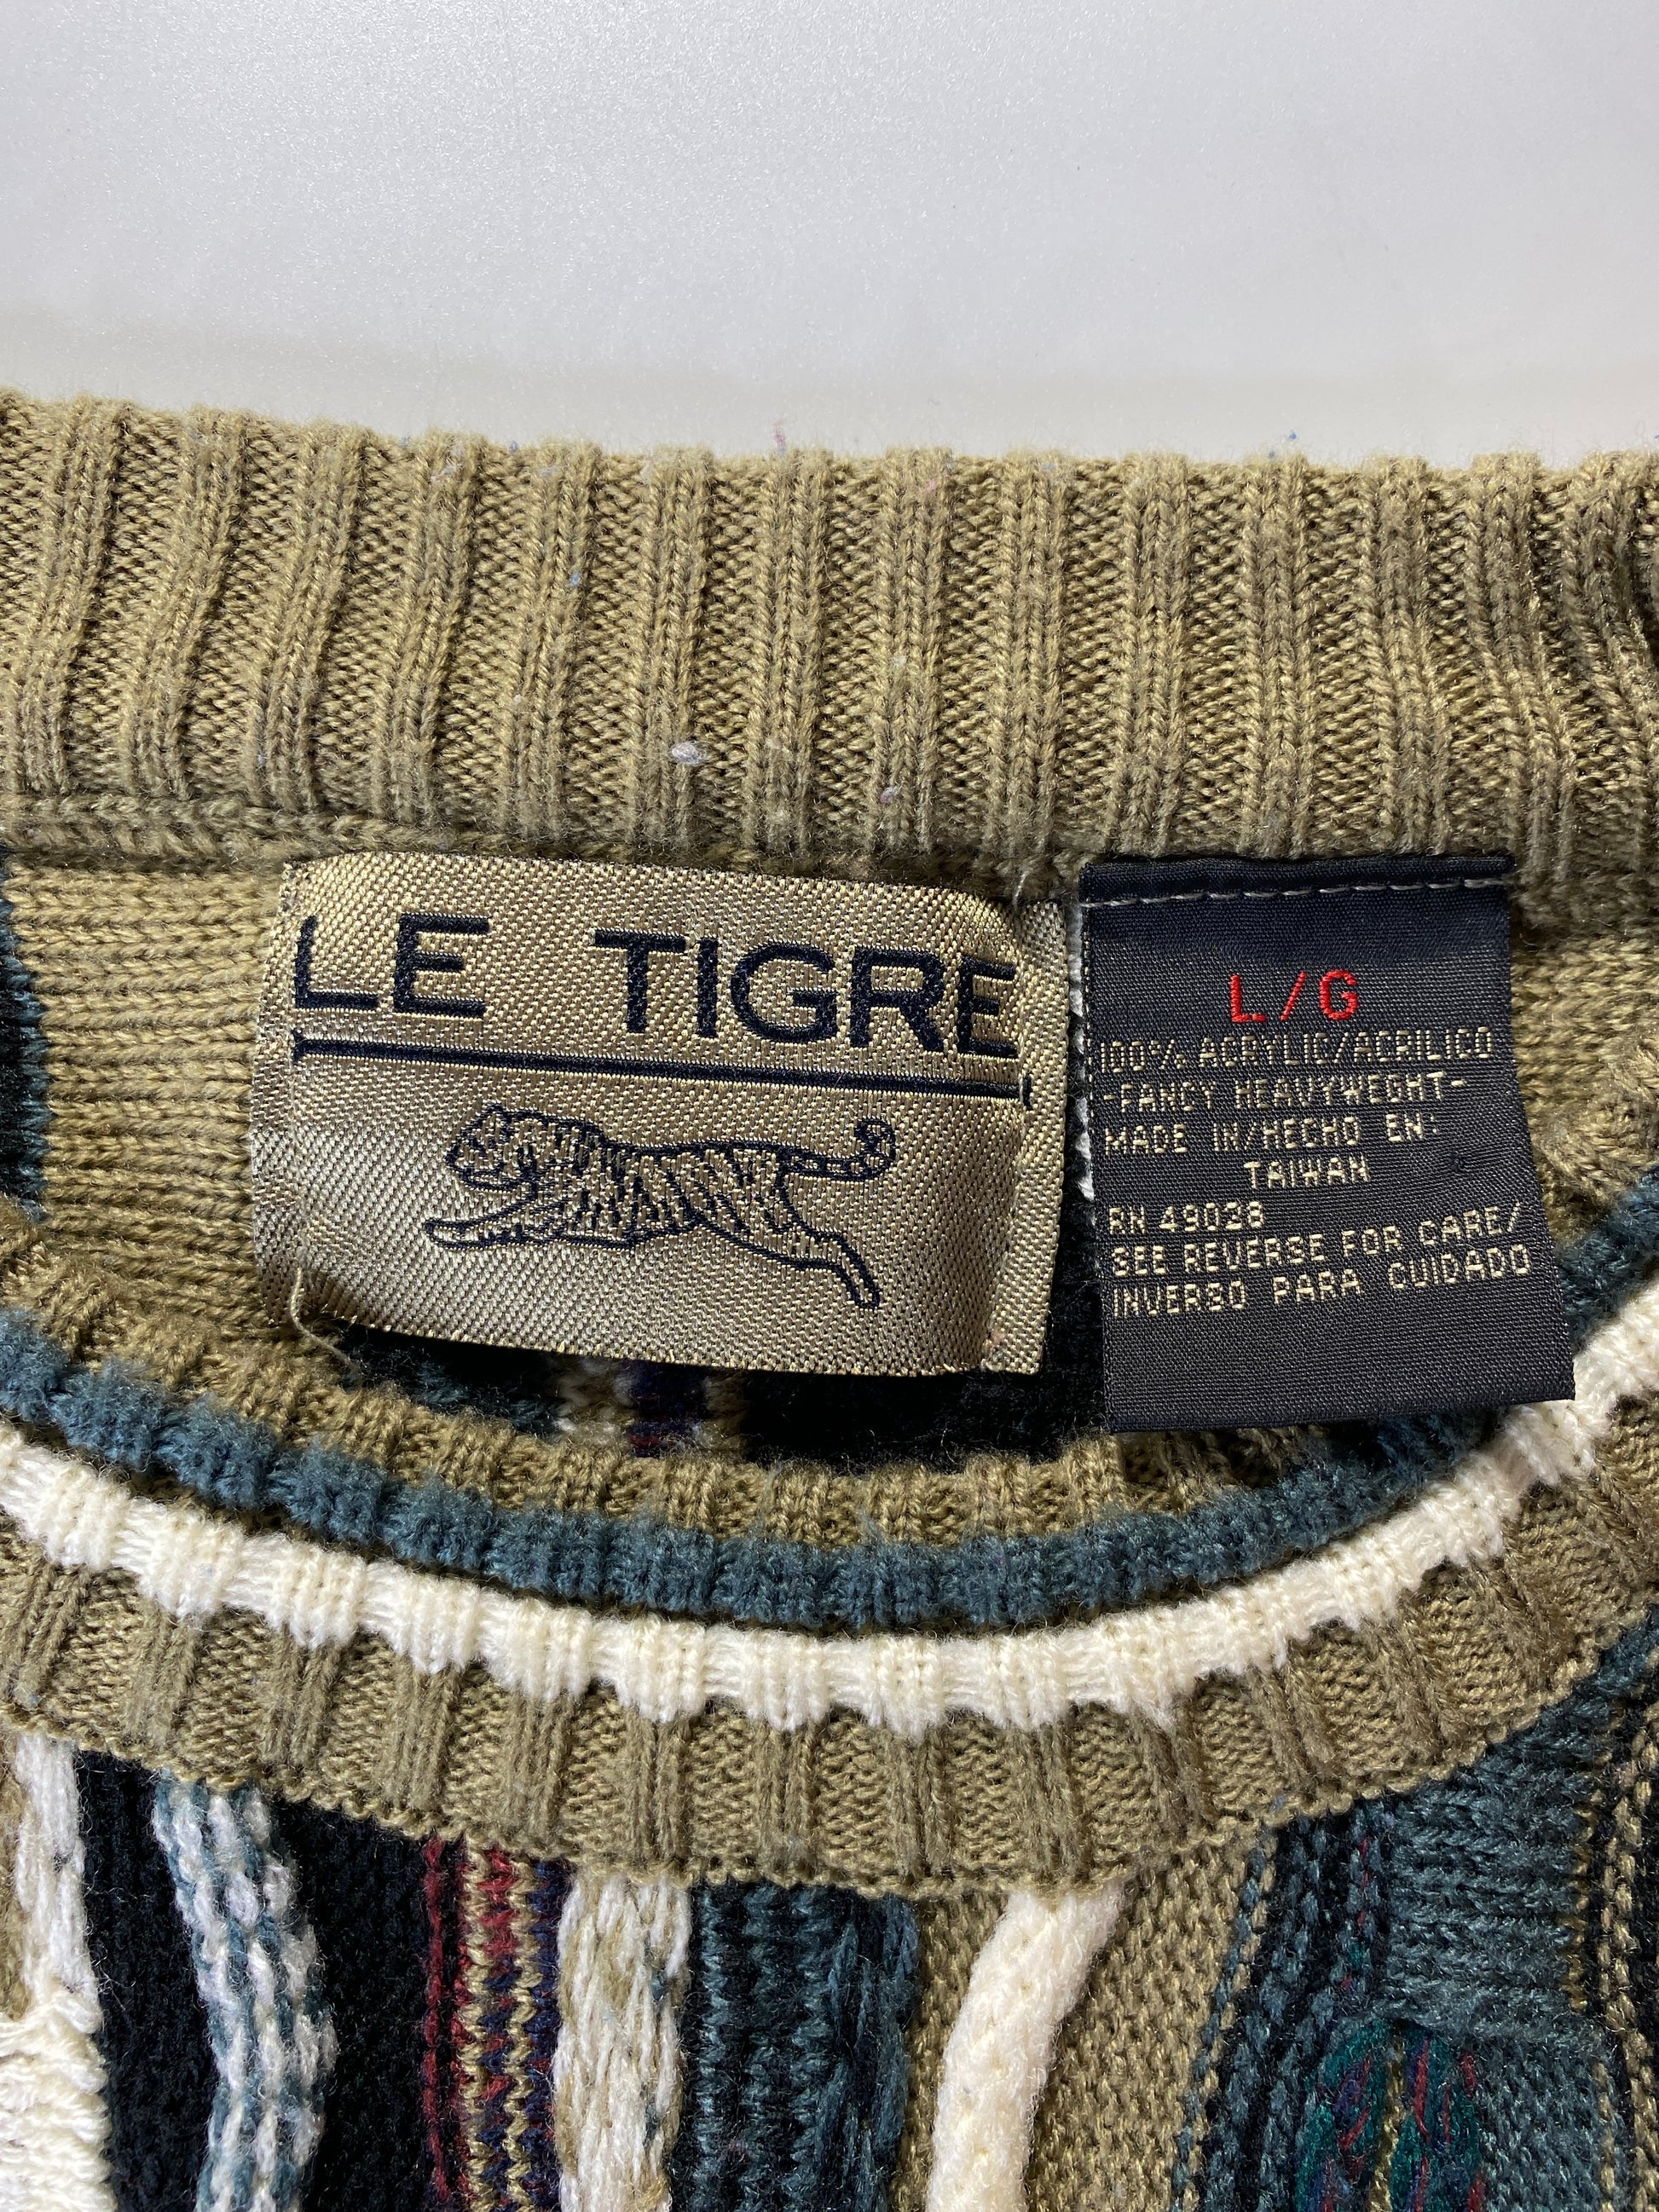 LE TIGRE
L/G
100% ACRYLIC/ACRILICO
-FANCY HEAVYWEGHT-
MADE IN/HECHO EN:
TAIWAN
RN 49028
SEE REVERSE FOR CARE/
INVERSO PARA CUIDADO